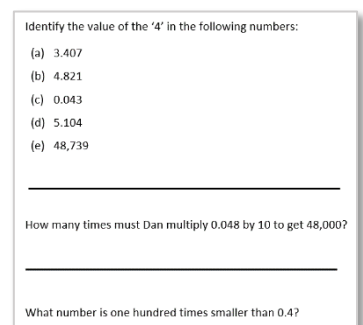 Identify the value of the ‘4’ in the following numbers:
(a) 3.407
(b) 4.821
(c) 0.043
(d) 5.104
(e) 48,739
How many times must Dan multiply 0.048 by 10 to get 48,000?
What number is one hundred times smaller than 0.4?